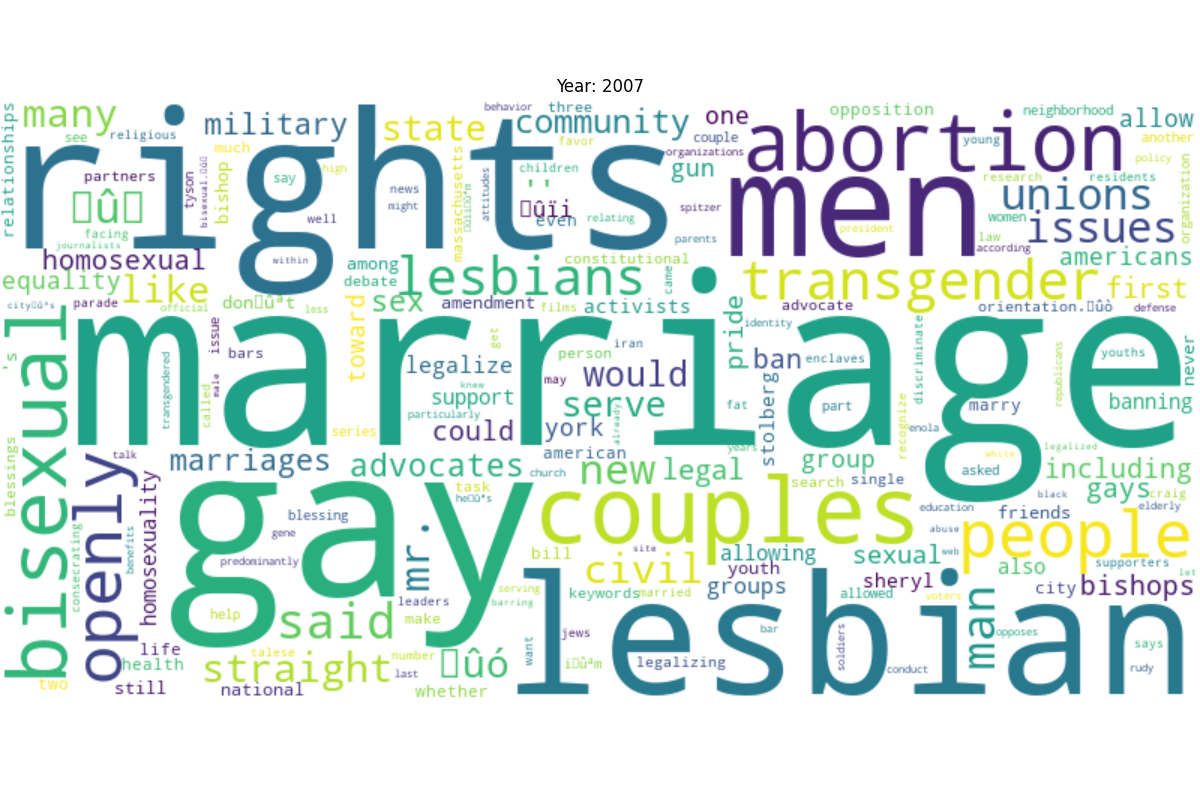 Year: 2007
relationships
many
see
religious
partners
facing
journalists
rights
military
much
say
high
tyson
bisexual.
bishop
well
within
news
might
state
massachusetts
behavior
three
community
favor
attitudes
children
''
even
relating
constitutional
one
couple
organizations
gun
spitzer
parents
opposition
abortion
young
men
neighborhood
allow
another
policy
research
residents
unions
women
issues
law
according
president
organization
americans
homosexual
equality
like
official
less
parade
among
debate
lesbians
sex
amendment
films
activists
came
transgender
first
advocate
orientation.
defense
identity
pride
bisexual
's
marriage
transgendered
issue
male
called
bars
toward
legalize
get
knew
support
particularly
series
could
person
iran
may
would
serve
york
american
already
ban
enclaves
fat
part
years
stolberg
discriminate
recognize
marry
enola
republicans
youths
never
banning
legalized
white
blessings
talk
openly
marriages
advocates
church
new
legal
group
search
single
asked
including
gays
craig
black
elderly
education
friends
consecrating
benefits
homosexuality
gay
blessing
gene
predominantly
mr.
task
couples
people
abuse
web
also
supporters
let
bill
site
allowing
sexual
civil
youth
groups
keywords
married
allowed
sheryl
voters
city
bishops
serving
barring
leaders
make
help
said
lesbian
man
opposes
says
rudy
want
jews
legalizing
bar
soldiers
conduct
life
health
two
still
straight
talese
national
number
last
whether